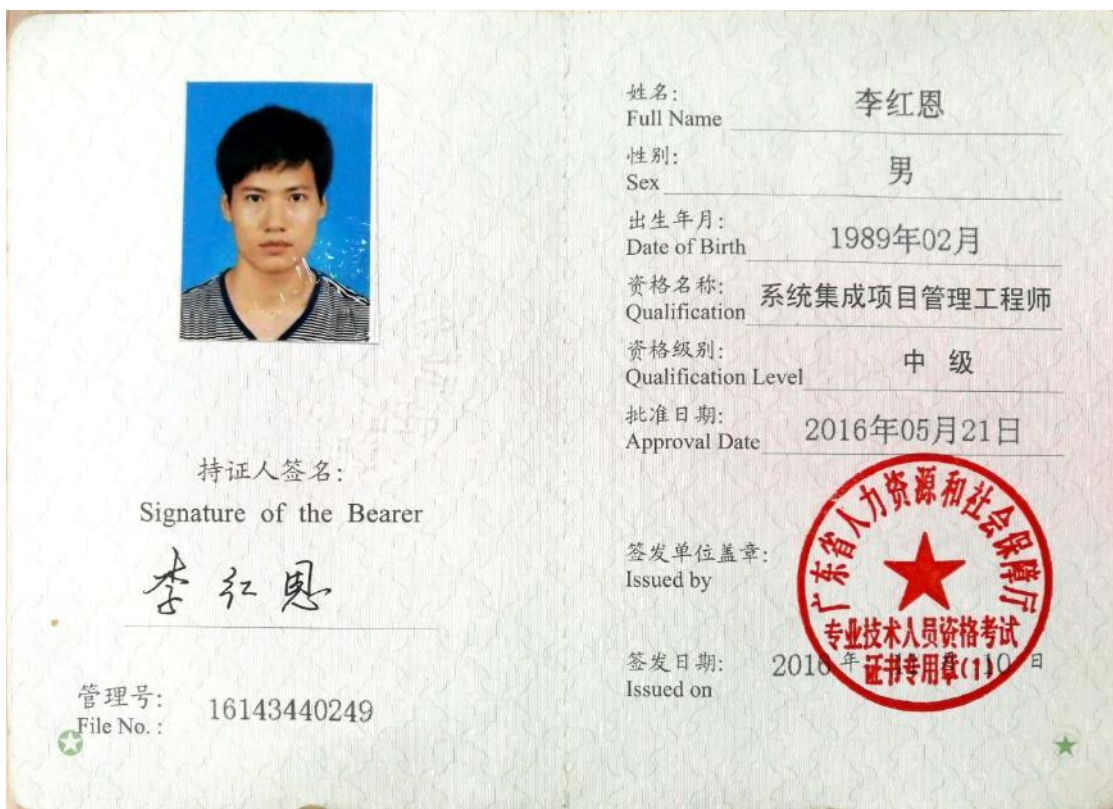 持证人签名:
Signature of the Bearer
李红恩
管理号:
File No. :
16143440249
姓名:
Full Name
李红恩
性别:
Sex
男
出生年月:
Date of Birth
1989年02月
资格名称:
Qualification
系统集成项目管理工程师
资格级别:
Qualification Level
中 级
批准日期:
Approval Date
2016年05月21日
签发单位盖章:
Issued by
广东省人力资源和社会保障厅
专业技术人员资格考试
证书专用章(1)
签发日期:
Issued on
2016 年 月 10 日